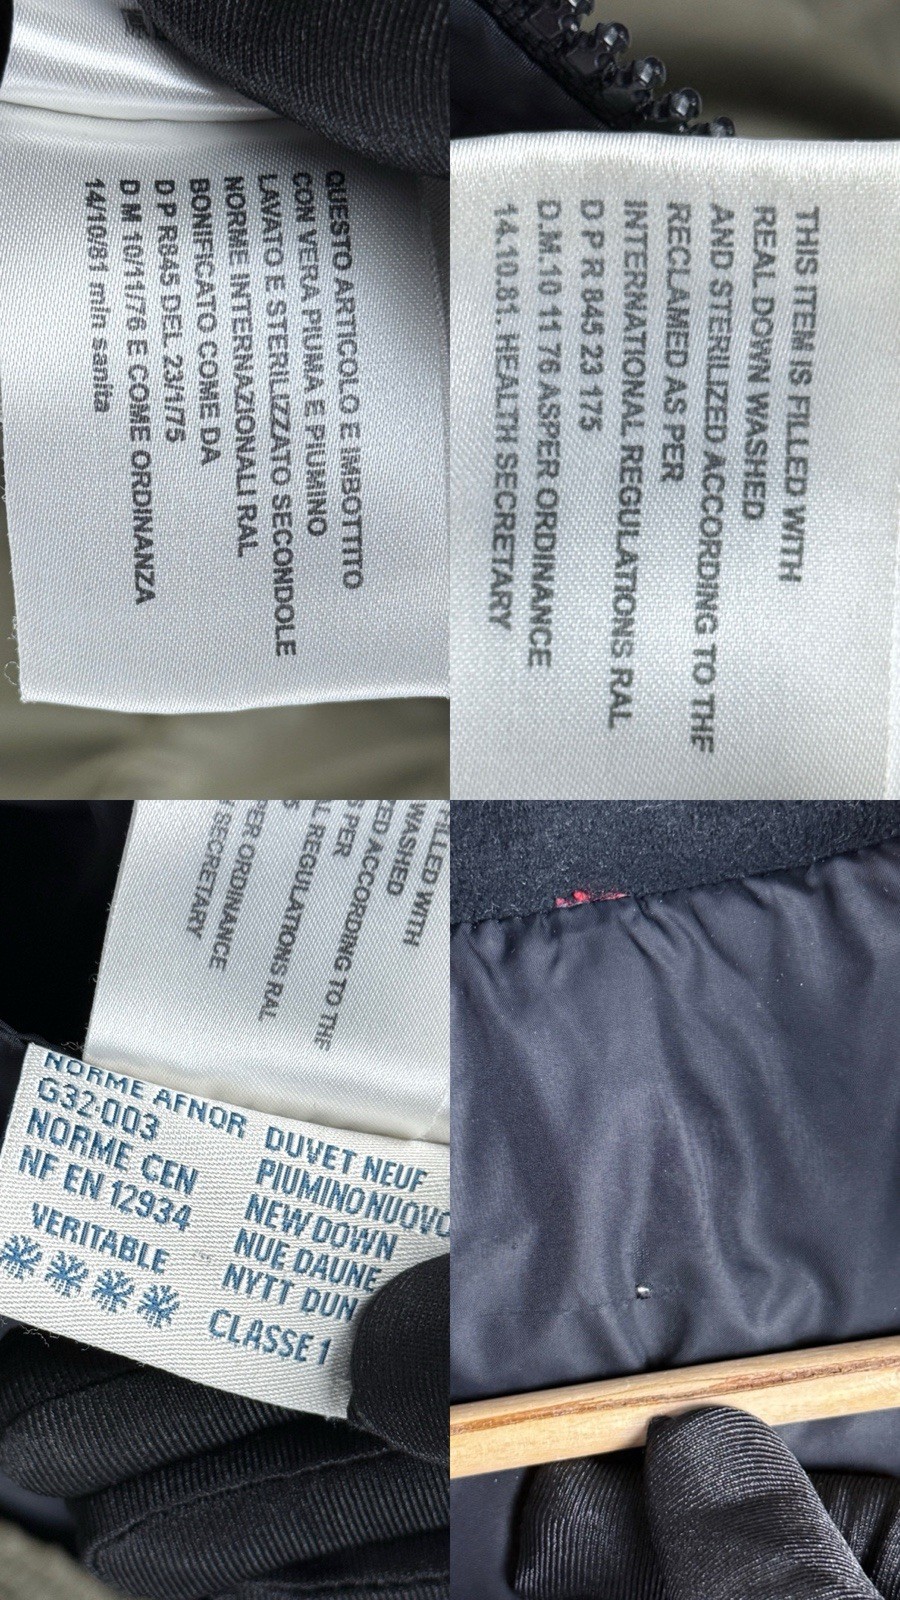 QUESTO ARTICOLO E IMBOTTITO
CON VERA PIUMA E PIUMINO
LAVATO E STERILIZZATO SECONDOLE
NORME INTERNAZIONALI RAL
BONIFICATO COME DA
D P R845 DEL 23/1/75
D M 10/11/76 E COME ORDINANZA
14/10/81 min sanita
THIS ITEM IS FILLED WITH
REAL DOWN WASHED
AND STERILIZED ACCORDING TO THE
RECLAMED AS PER
INTERNATIONAL REGULATIONS RAL
D P R 845 23 175
D.M.10 11 76 ASPER ORDINANCE
14.10.81. HEALTH SECRETARY
FILLED WITH
WASHED
ED ACCORDING TO THE
S PER
L REGULATIONS RAL
5
PER ORDINANCE
SECRETARY
NORME AFNOR
G32-003
NORME CEN
NF EN 12934
VERITABLE
DUVET NEUF
PIUMINO NUOVO
NEW DOWN
NUE DAUNE
NYTT DUN
CLASSE 1